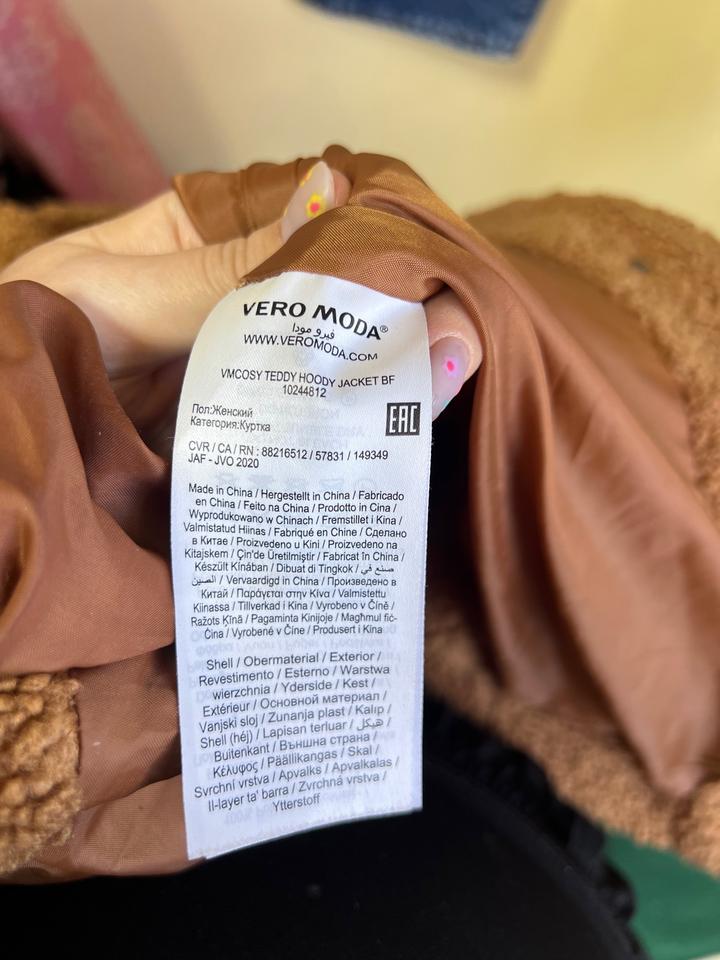 VERO MODA®
فيرو مودا
WWW.VEROMODA.COM
VMCOSY TEDDY HOODY JACKET BF
10244812
Пол:Женский
Категория:Куртка
EAC
CVR / CA / RN : 88216512 / 57831 / 149349
JAF - JVO 2020
Made in China / Hergestellt in China / Fabricado
en China / Feito na China / Prodotto in Cina /
Wyprodukowano w Chinach / Fremstillet i Kina /
Valmistatud Hiinas / Fabriqué en Chine / Сделано
в Китае / Proizvedeno u Kini / Proizvedeno na
Kitajskem / Çin'de Üretilmiştir / Fabricat în China /
Készült Kínában / Dibuat di Tingkok / صنع في
الصين / Vervaardigd in China / Произведено в
Китай / Παράγεται στην Κίνα / Valmistettu
Kiinassa / Tillverkad i Kina / Vyrobeno v Číně /
Ražots Ķīnā / Pagaminta Kinijoje / Magħmul fiċ-
Ċina / Vyrobené v Číne / Produsert i Kina
Shell / Obermaterial / Exterior /
Revestimento / Esterno / Warstwa
wierzchnia / Yderside / Kest /
Extérieur / Основной материал /
Vanjski sloj / Zunanja plast / Kalıp /
Shell (héj) / Lapisan terluar / هيكل /
Buitenkant / Външна страна /
Κέλυφος / Päällikangas / Skal /
Svrchní vrstva / Apvalks / Apvalkalas /
Il-layer ta' barra / Zvrchná vrstva /
Ytterstoff